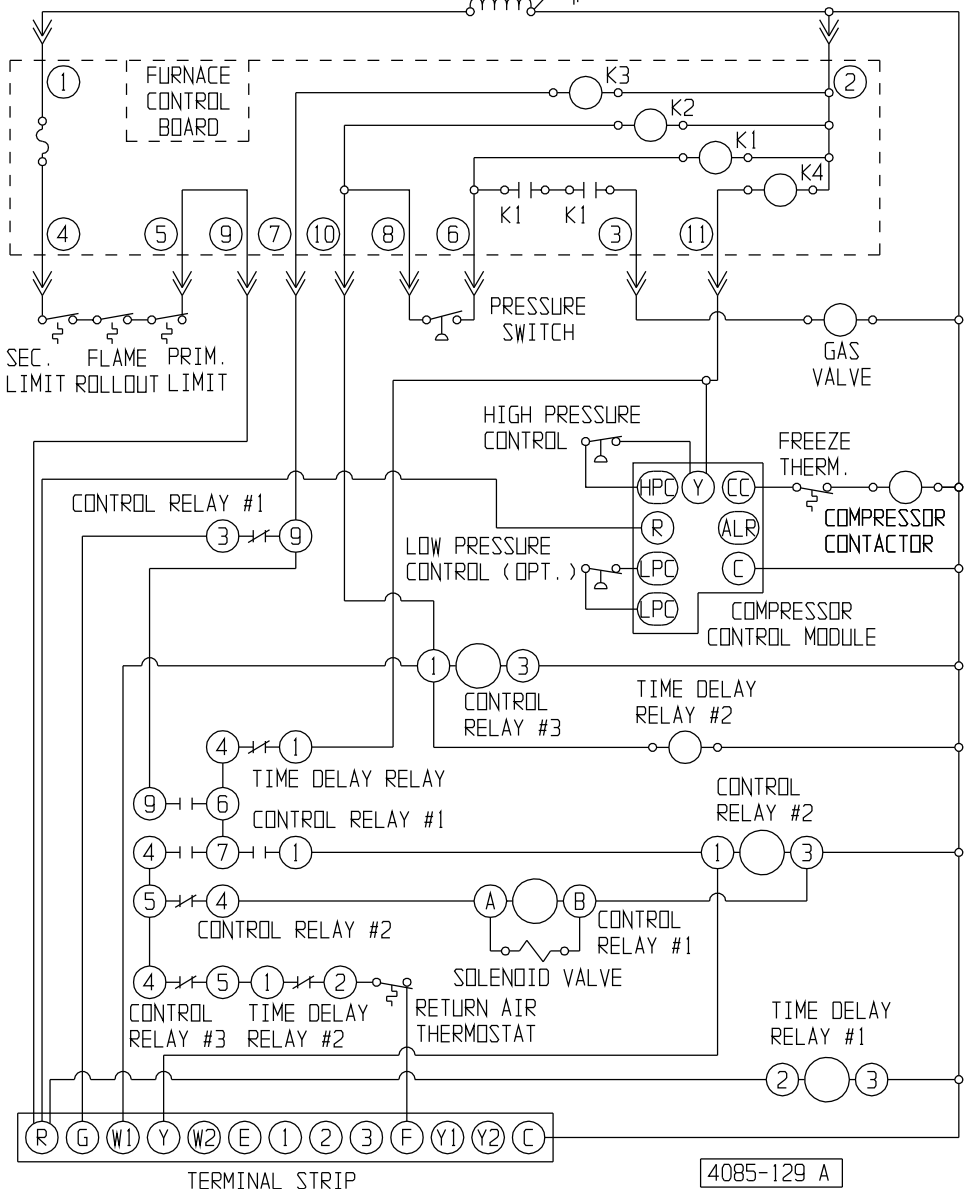 FURNACE
CONTROL
BOARD
1
2
K3
K2
K1
K4
K1
K1
4
5
9
7
10
8
6
3
11
PRESSURE
SWITCH
SEC.
LIMIT
FLAME
ROLLOUT
PRIM.
LIMIT
GAS
VALVE
HIGH PRESSURE
CONTROL
FREEZE
THERM.
HPC
Y
CC
COMPRESSOR
CONTACTOR
CONTROL RELAY #1
3
9
R
ALR
LOW PRESSURE
CONTROL (OPT.)
LPC
C
LPC
COMPRESSOR
CONTROL MODULE
1
3
CONTROL
RELAY #3
TIME DELAY
RELAY #2
4
1
TIME DELAY RELAY
9
6
CONTROL RELAY #1
CONTROL
RELAY #2
4
7
1
1
3
5
4
A
B
CONTROL RELAY #2
CONTROL
RELAY #1
SOLENOID VALVE
4
5
1
2
CONTROL
RELAY #3
TIME DELAY
RELAY #2
RETURN AIR
THERMOSTAT
TIME DELAY
RELAY #1
2
3
R G W1 Y W2 E 1 2 3 F Y1 Y2 C
TERMINAL STRIP
4085-129 A